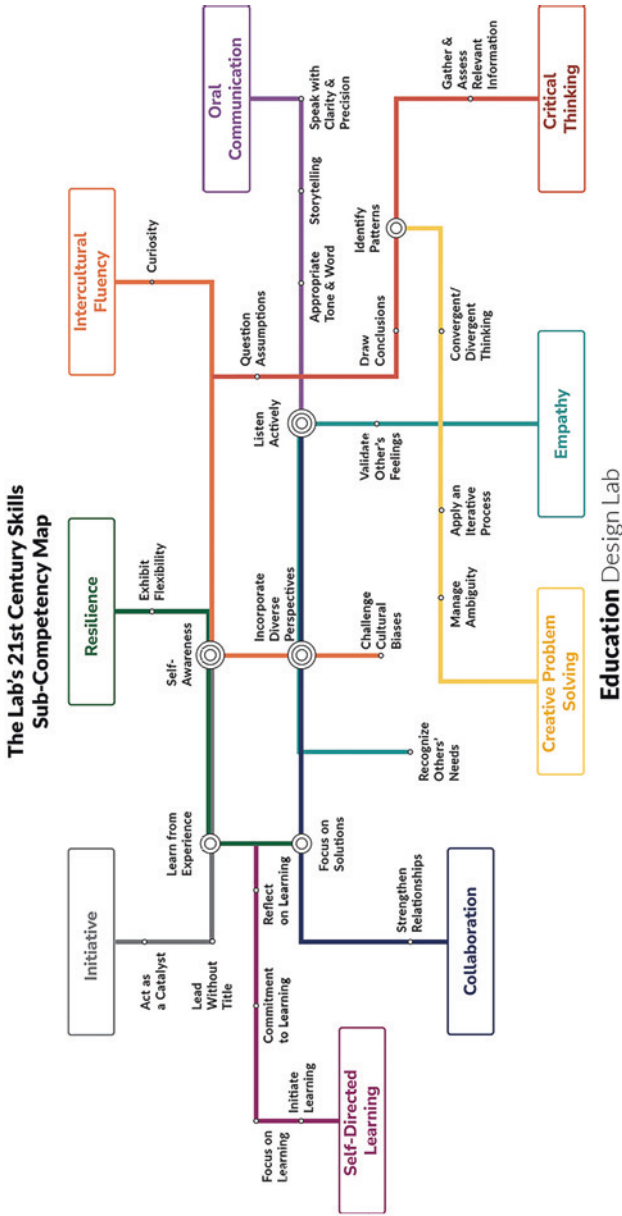 The Lab's 21st Century Skills
Sub-Competency Map
Initiative
Resilience
Intercultural
Fluency
Oral
Communication
Act as
a Catalyst
Exhibit
Flexibility
Curiosity
Lead
Without
Title
Learn from
Experience
Self-
Awareness
Question
Assumptions
Speak with
Clarity &
Precision
Storytelling
Appropriate
Tone & Word
Listen
Actively
Incorporate
Diverse
Perspectives
Focus on
Solutions
Reflect
on Learning
Commitment
to Learning
Focus on
Learning
Initiate
Learning
Self-Directed
Learning
Strengthen
Relationships
Collaboration
Recognize
Others'
Needs
Challenge
Cultural
Biases
Validate
Other's
Feelings
Draw
Conclusions
Identify
Patterns
Gather &
Assess
Relevant
Information
Manage
Ambiguity
Apply an
Iterative
Process
Convergent/
Divergent
Thinking
Creative Problem
Solving
Empathy
Critical
Thinking
Education Design Lab